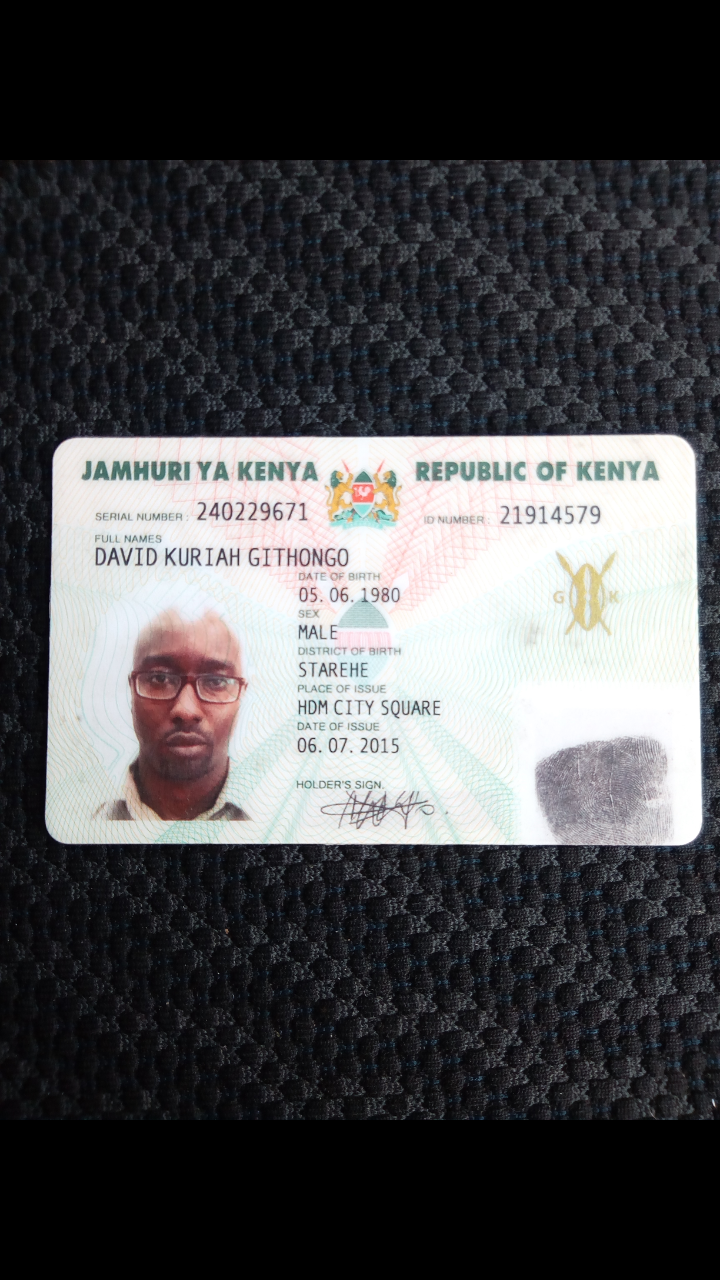 JAMHURI YA KENYA REPUBLIC OF KENYA
SERIAL NUMBER: 240229671 ID NUMBER: 21914579
FULL NAMES
DAVID KURIAH GITHONGO
DATE OF BIRTH
05. 06. 1980
SEX
MALE
G K
DISTRICT OF BIRTH
STAREHE
PLACE OF ISSUE
HDM CITY SQUARE
DATE OF ISSUE
06. 07. 2015
HOLDER'S SIGN.